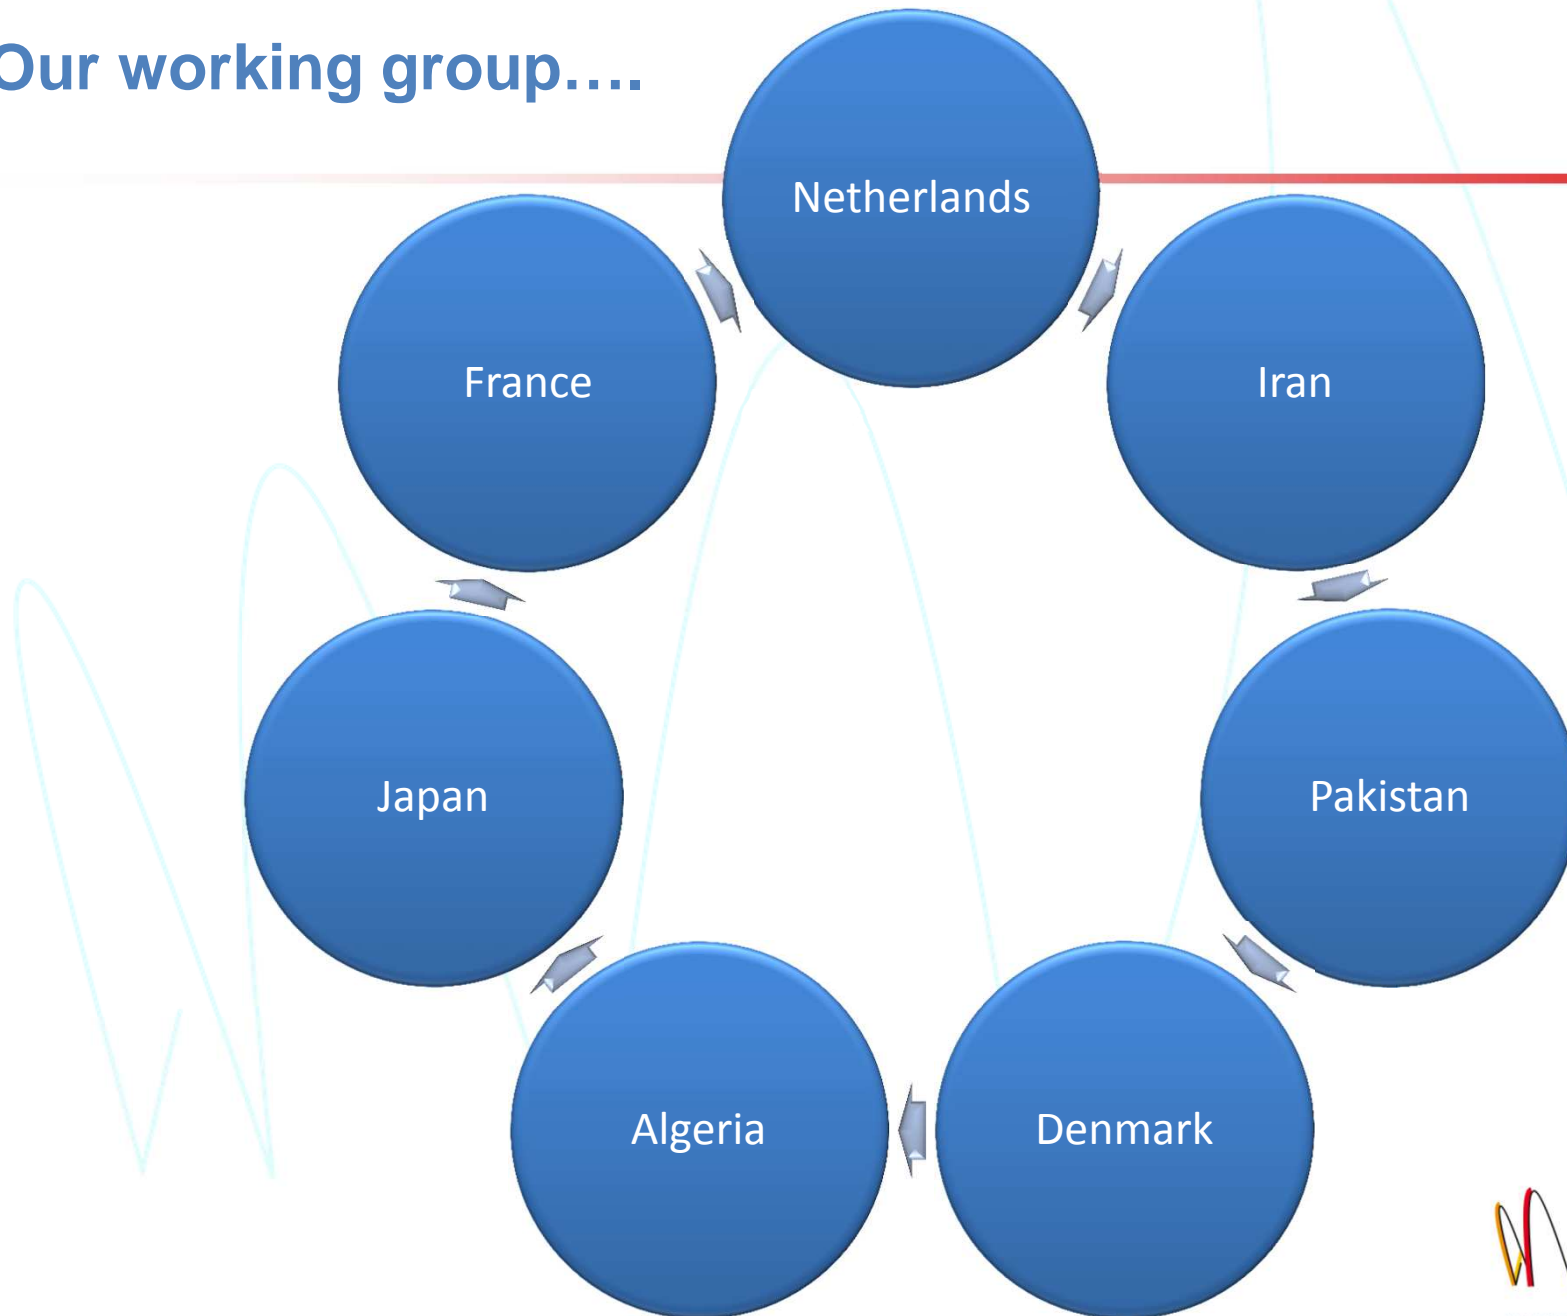 Our working group....
Netherlands
France
Iran
Japan
Pakistan
Algeria
Denmark